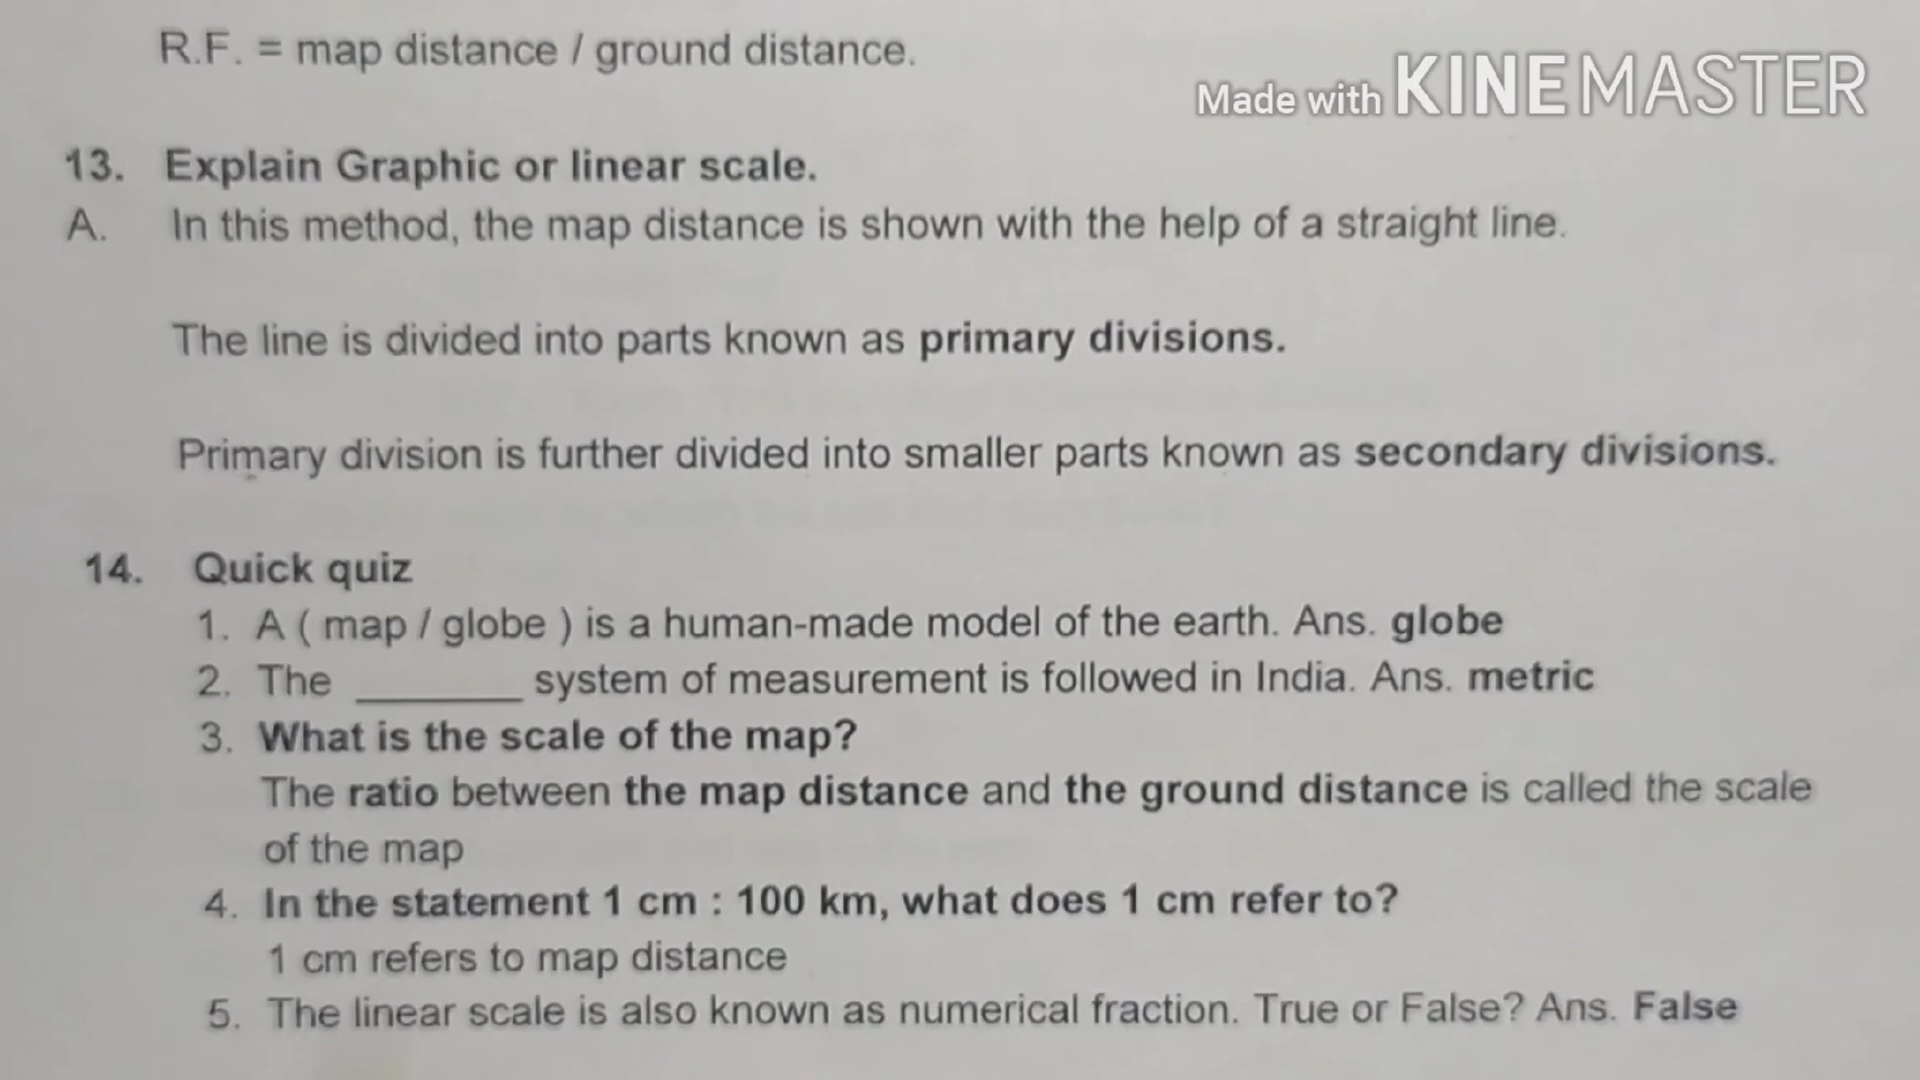 R.F. = map distance / ground distance.
Made with KINEMASTER
13. Explain Graphic or linear scale.
A. In this method, the map distance is shown with the help of a straight line.
The line is divided into parts known as primary divisions.
Primary division is further divided into smaller parts known as secondary divisions.
14. Quick quiz
1. A ( map / globe ) is a human-made model of the earth. Ans. globe
2. The ________ system of measurement is followed in India. Ans. metric
3. What is the scale of the map?
The ratio between the map distance and the ground distance is called the scale
of the map
4. In the statement 1 cm : 100 km, what does 1 cm refer to?
1 cm refers to map distance
5. The linear scale is also known as numerical fraction. True or False? Ans. False